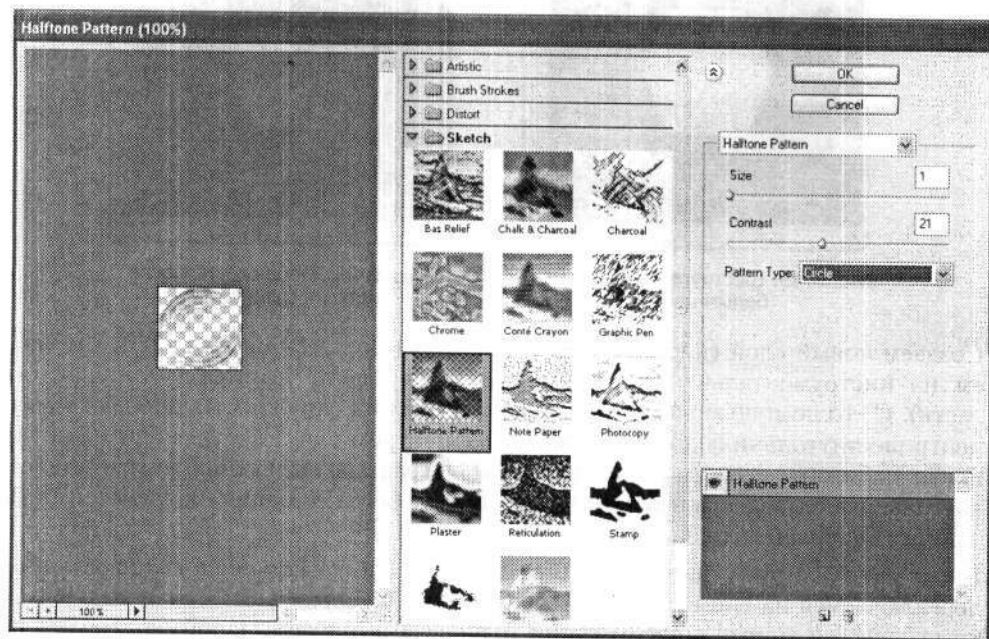 Halftone Pattern (100%)
100%
Artistic
Brush Strokes
Distort
Sketch
Bas Relief
Chalk & Charcoal
Charcoal
Chrome
Conté Crayon
Graphic Pen
Halftone Pattern
Note Paper
Photocopy
Plaster
Reticulation
Stamp
OK
Cancel
Halftone Pattern
Size
1
Contrast
21
Pattern Type:
Circle
Halftone Pattern